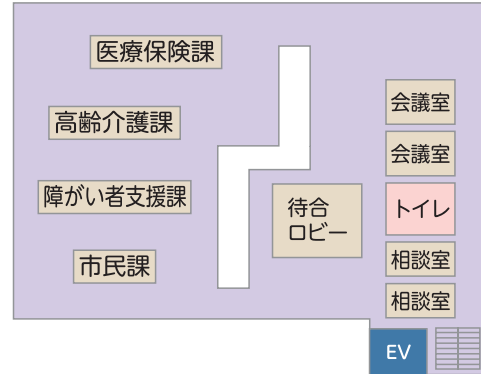 医療保険課
高齢介護課
障がい者支援課
市民課
待合
ロビー
会議室
会議室
トイレ
相談室
相談室
EV